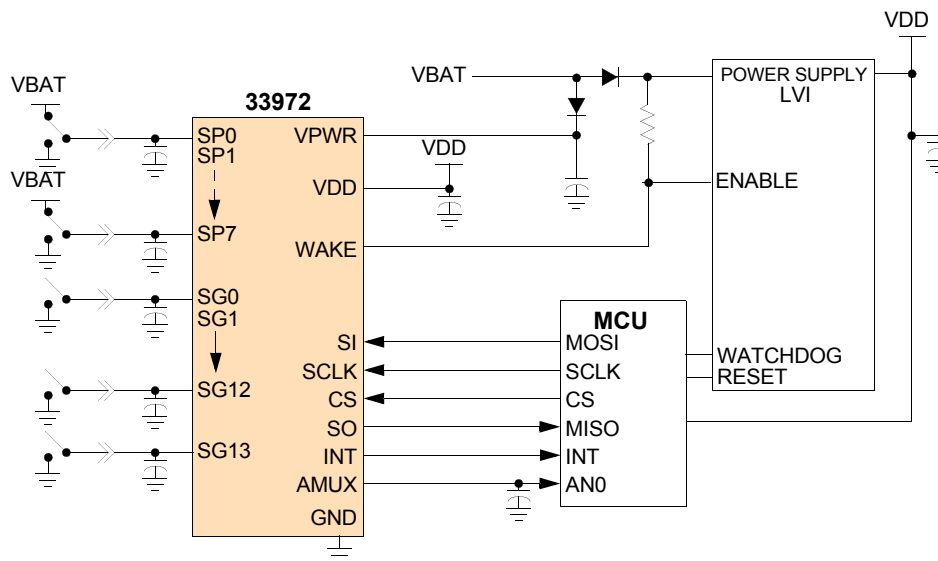 VDD
VBAT
POWER SUPPLY
LVI
VBAT
33972
SP0
SP1
VPWR
VDD
VDD
VBAT
ENABLE
SP7
WAKE
SG0
SG1
MCU
SI
MOSI
WATCHDOG
SCLK
SCLK
RESET
SG12
CS
CS
SO
MISO
SG13
INT
INT
AMUX
AN0
GND